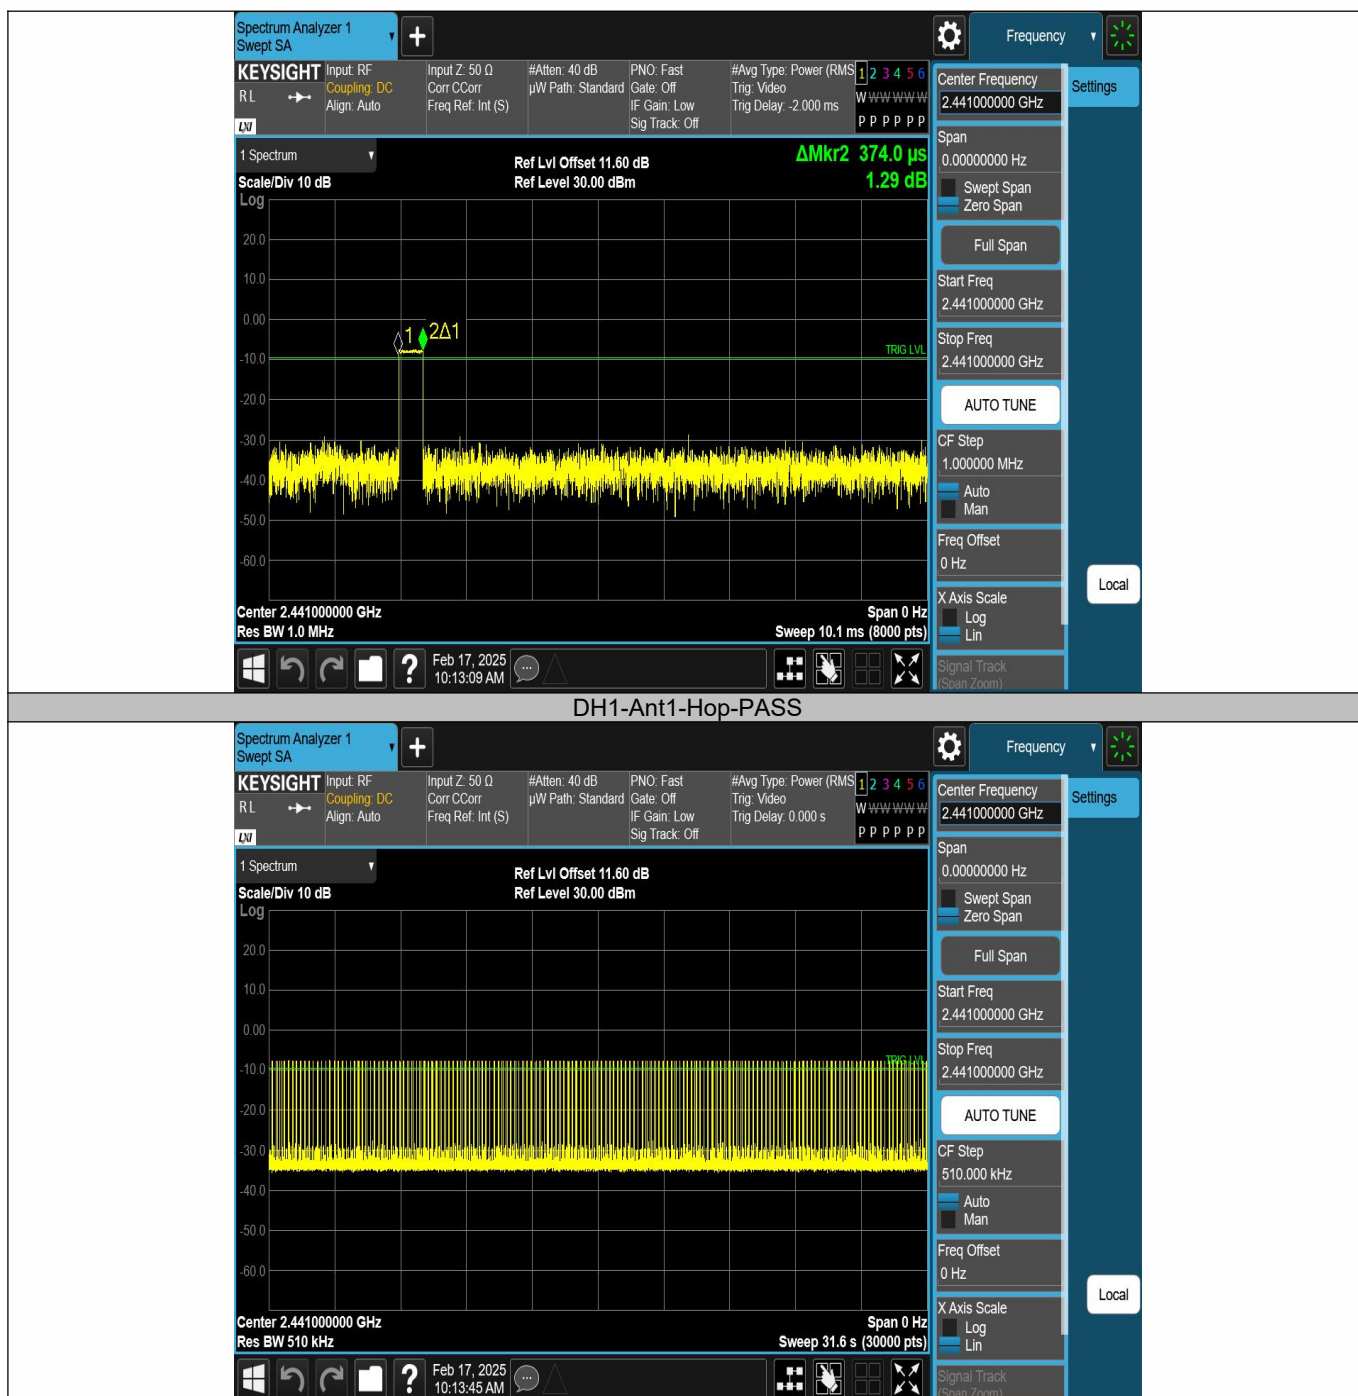 Spectrum Analyzer 1
Swept SA
+
Frequency
KEYSIGHT
RL
LXI
Input: RF
Coupling: DC
Align: Auto
Input Z: 50 Ω
Corr CCorr
Freq Ref: Int (S)
#Atten: 40 dB
µW Path: Standard
PNO: Fast
Gate: Off
IF Gain: Low
Sig Track: Off
#Avg Type: Power (RMS
Trig: Video
Trig Delay: -2.000 ms
1 2 3 4 5 6
W W W W W W
P P P P P P
1 Spectrum
Scale/Div 10 dB
Log
Ref Lvl Offset 11.60 dB
Ref Level 30.00 dBm
ΔMkr2 374.0 µs
1.29 dB
20.0
10.0
0.00
1 2Δ1
TRIG LVL
-10.0
-20.0
-30.0
-40.0
-50.0
-60.0
Center 2.441000000 GHz
Res BW 1.0 MHz
Span 0 Hz
Sweep 10.1 ms (8000 pts)
Feb 17, 2025
10:13:09 AM
Center Frequency
2.441000000 GHz
Settings
Span
0.00000000 Hz
Swept Span
Zero Span
Full Span
Start Freq
2.441000000 GHz
Stop Freq
2.441000000 GHz
AUTO TUNE
CF Step
1.000000 MHz
Auto
Man
Freq Offset
0 Hz
Local
X Axis Scale
Log
Lin
Signal Track
(Span Zoom)
DH1-Ant1-Hop-PASS
Spectrum Analyzer 1
Swept SA
+
Frequency
KEYSIGHT
RL
LXI
Input: RF
Coupling: DC
Align: Auto
Input Z: 50 Ω
Corr CCorr
Freq Ref: Int (S)
#Atten: 40 dB
µW Path: Standard
PNO: Fast
Gate: Off
IF Gain: Low
Sig Track: Off
#Avg Type: Power (RMS
Trig: Video
Trig Delay: 0.000 s
1 2 3 4 5 6
W W W W W W
P P P P P P
1 Spectrum
Scale/Div 10 dB
Log
Ref Lvl Offset 11.60 dB
Ref Level 30.00 dBm
20.0
10.0
0.00
TRIG LVL
-10.0
-20.0
-30.0
-40.0
-50.0
-60.0
Center 2.441000000 GHz
Res BW 510 kHz
Span 0 Hz
Sweep 31.6 s (30000 pts)
Feb 17, 2025
10:13:45 AM
Center Frequency
2.441000000 GHz
Settings
Span
0.00000000 Hz
Swept Span
Zero Span
Full Span
Start Freq
2.441000000 GHz
Stop Freq
2.441000000 GHz
AUTO TUNE
CF Step
510.000 kHz
Auto
Man
Freq Offset
0 Hz
Local
X Axis Scale
Log
Lin
Signal Track
(Span Zoom)